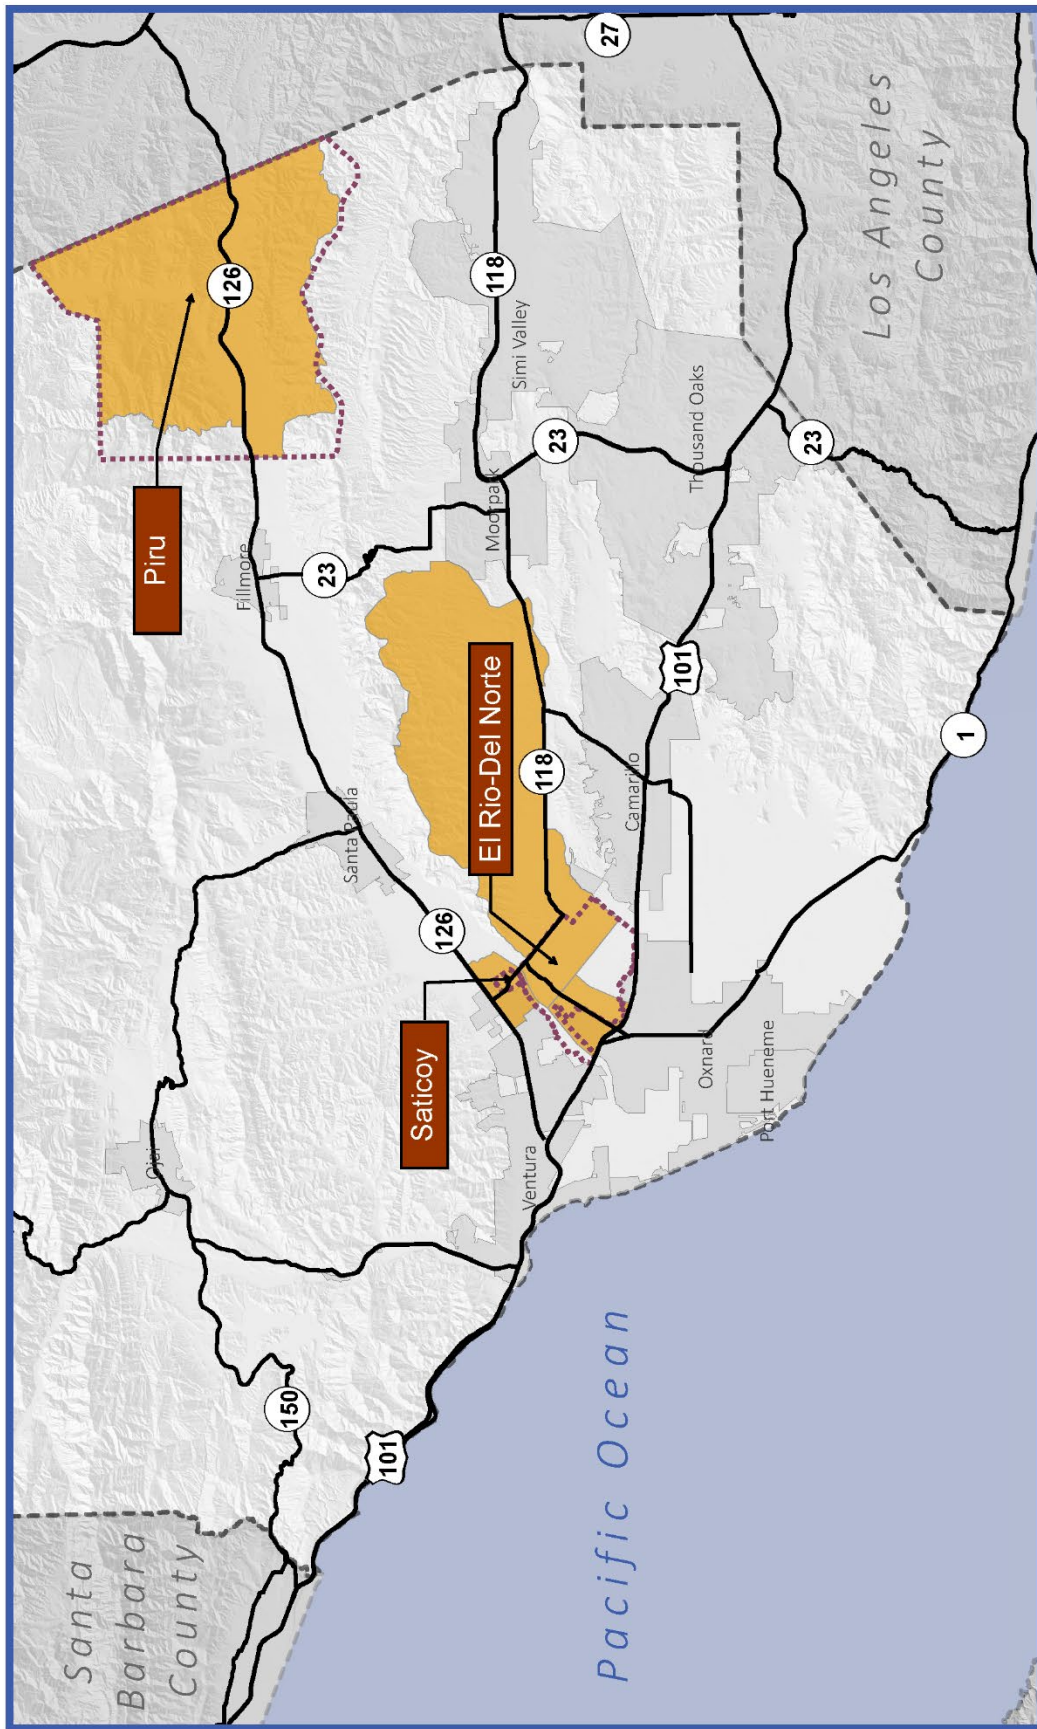 Santa
Barbara
County
150
101
Pacific Ocean
Ojai
Ventura
Saticoy
126
Santa Paula
Oxnard
Port Hueneme
El Rio-Del Norte
118
Camarillo
101
1
Piru
Fillmore
23
Moorpark
126
118
Simi Valley
23
Thousand Oaks
23
27
Los Angeles
County